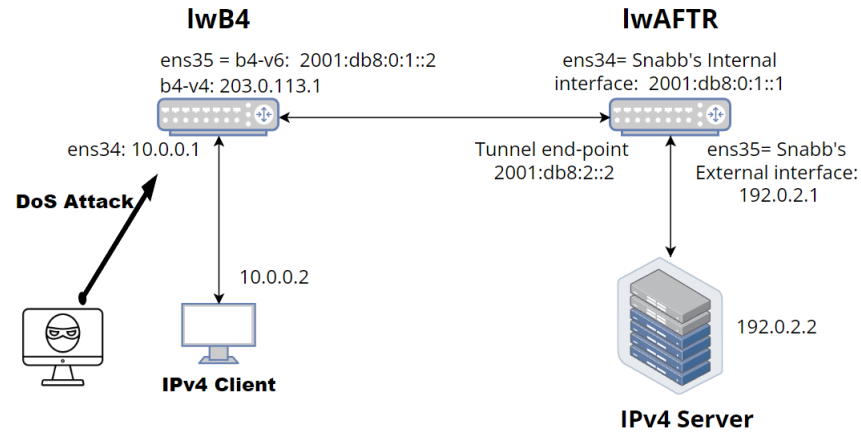 lwB4
lwAFTR
ens35 = b4-v6:  2001:db8:0:1::2
b4-v4: 203.0.113.1
ens34= Snabb's Internal
interface:  2001:db8:0:1::1
ens34: 10.0.0.1
Tunnel end-point
2001:db8:2::2
ens35= Snabb's
External interface:
192.0.2.1
DoS Attack
10.0.0.2
192.0.2.2
IPv4 Client
IPv4 Server